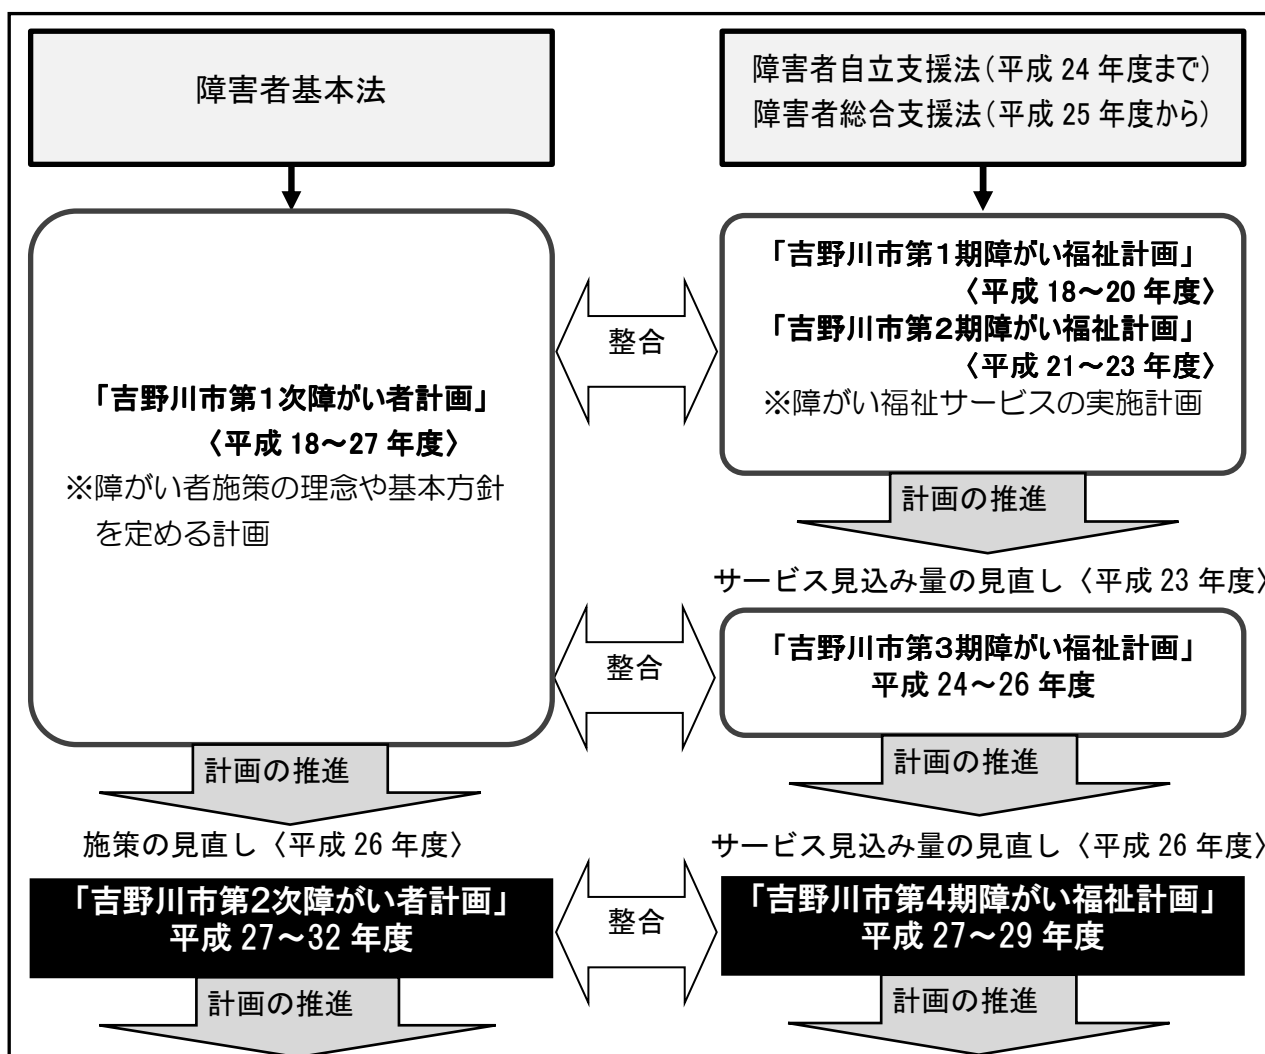 障害者基本法
障害者自立支援法（平成 24 年度まで）
障害者総合支援法（平成 25 年度から）
「吉野川市第１次障がい者計画」
〈平成 18～27 年度〉
※障がい者施策の理念や基本方針
を定める計画
整合
「吉野川市第１期障がい福祉計画」
〈平成 18～20 年度〉
「吉野川市第２期障がい福祉計画」
〈平成 21～23 年度〉
※障がい福祉サービスの実施計画
計画の推進
サービス見込み量の見直し〈平成 23 年度〉
整合
「吉野川市第３期障がい福祉計画」
平成 24～26 年度
計画の推進
計画の推進
施策の見直し〈平成 26 年度〉
サービス見込み量の見直し〈平成 26 年度〉
「吉野川市第２次障がい者計画」
平成 27～32 年度
整合
「吉野川市第４期障がい福祉計画」
平成 27～29 年度
計画の推進
計画の推進